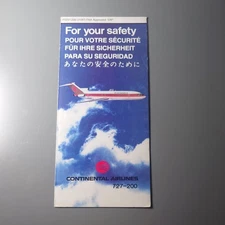 For your safety
POUR VOTRE SÉCURITÉ
FÜR IHRE SICHERHEIT
PARA SU SEGURIDAD
あなたの安全のために
CONTINENTAL AIRLINES
727-200